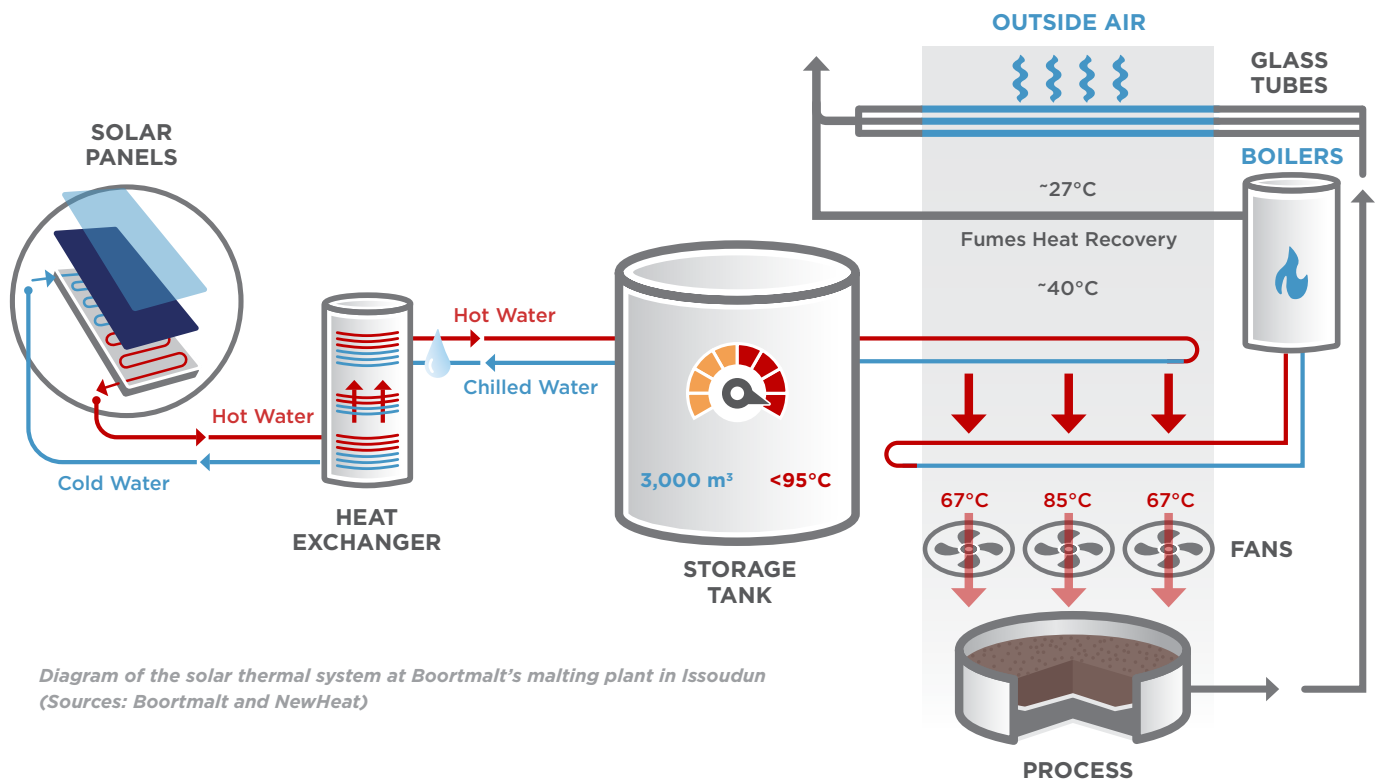 OUTSIDE AIR
GLASS
TUBES
SOLAR
PANELS
BOILERS
~27°C
Fumes Heat Recovery
~40°C
Hot Water
Chilled Water
Hot Water
Cold Water
3,000 m³
<95°C
67°C
85°C
67°C
HEAT
EXCHANGER
FANS
STORAGE
TANK
Diagram of the solar thermal system at Boortmalt's malting plant in Issoudun
(Sources: Boortmalt and NewHeat)
PROCESS